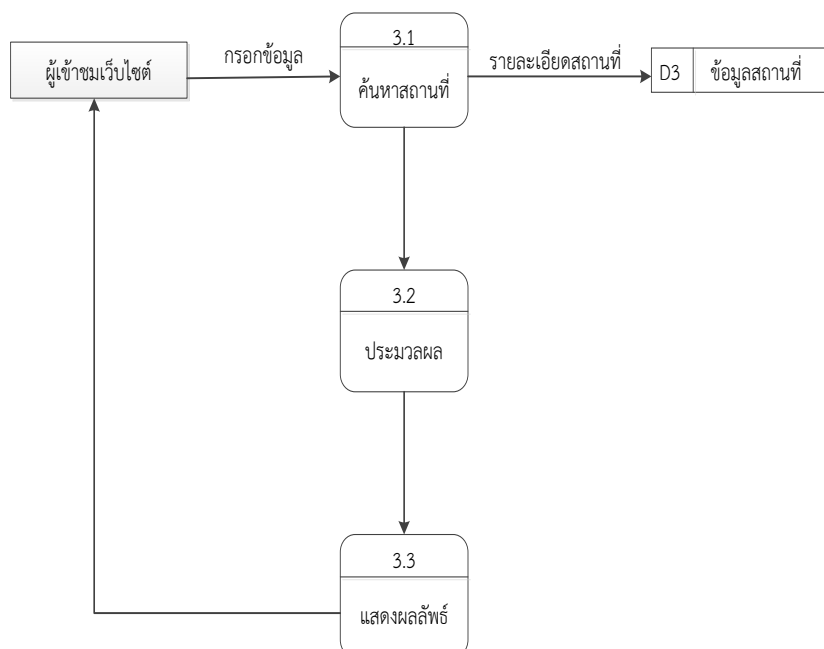 3.1
ผู้เข้าชมเว็บไซต์
กรอกข้อมูล
ค้นหาสถานที่
รายละเอียดสถานที่
D3
ข้อมูลสถานที่
3.2
ประมวลผล
3.3
แสดงผลลัพธ์